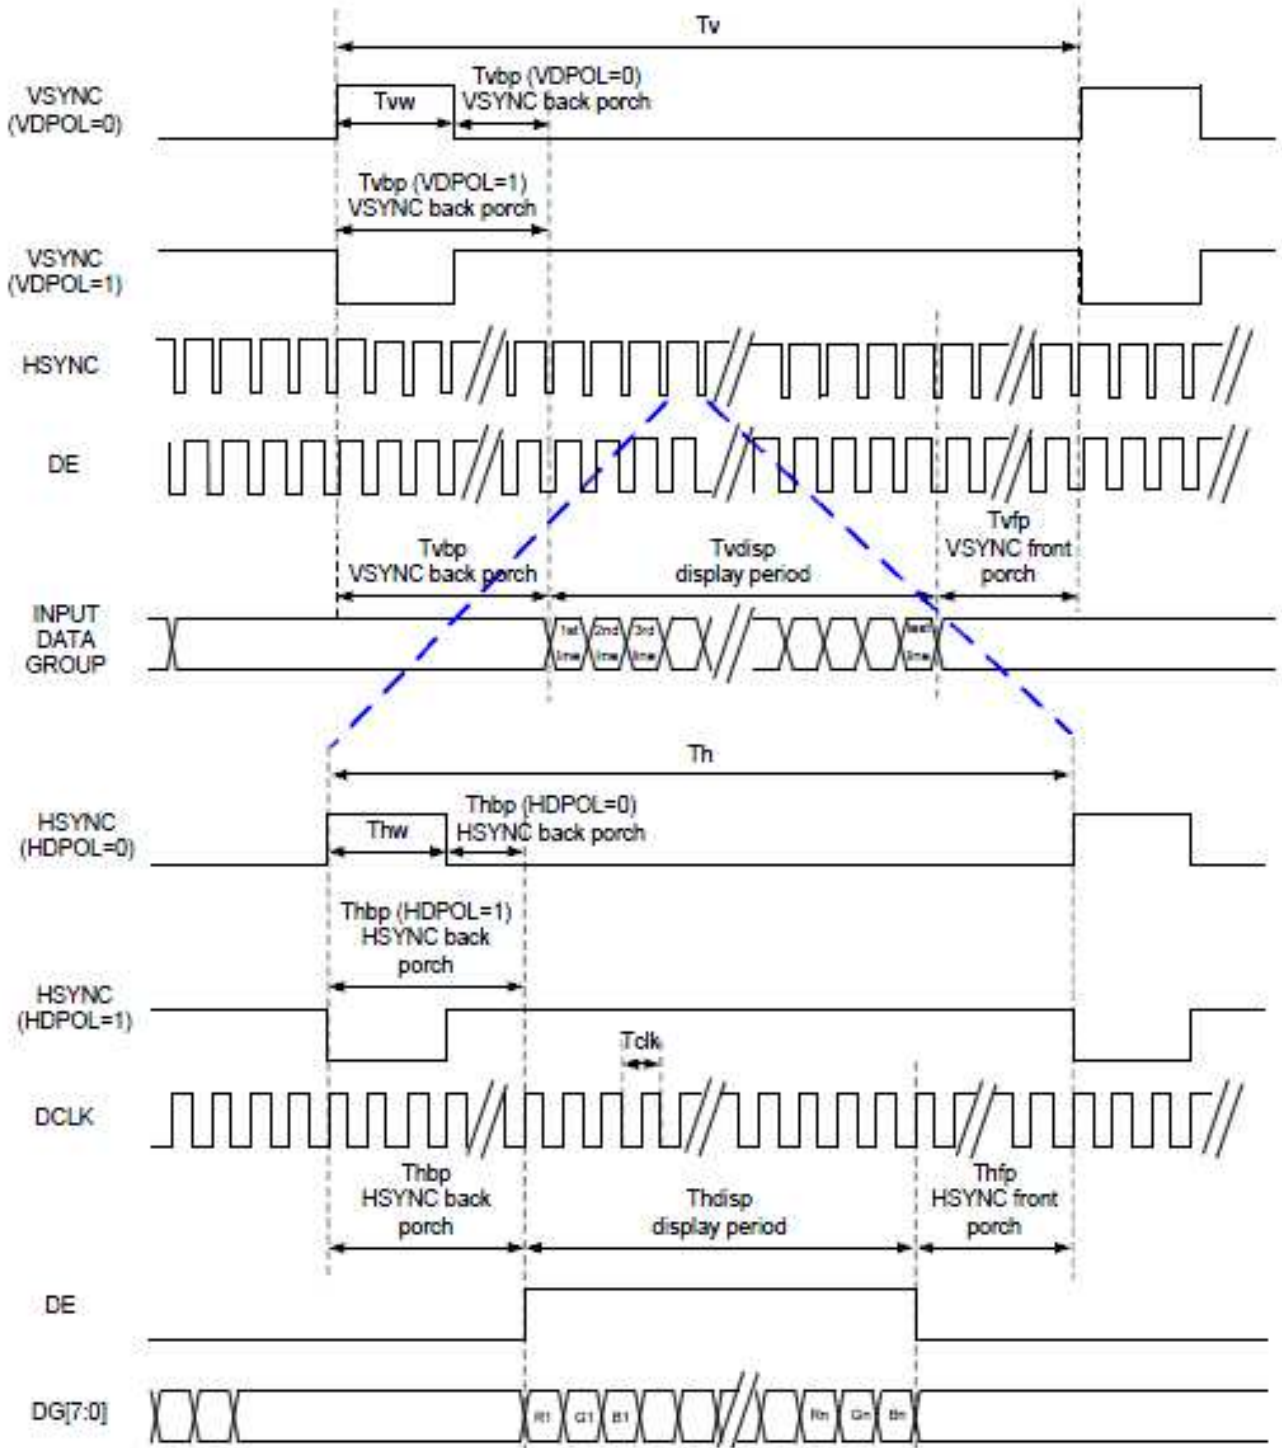 Tv
VSYNC
(VDPOL=0)
Tvw
Tvbp (VDPOL=0)
VSYNC back porch
Tvbp (VDPOL=1)
VSYNC back porch
VSYNC
(VDPOL=1)
HSYNC
DE
Tvbp
VSYNC back porch
Tvdisp
display period
Tvfp
VSYNC front
porch
INPUT
DATA
GROUP
1st
line
2nd
line
3rd
line
last
line
Th
HSYNC
(HDPOL=0)
Thw
Thbp (HDPOL=0)
HSYNC back porch
Thbp (HDPOL=1)
HSYNC back
porch
HSYNC
(HDPOL=1)
Tclk
DCLK
Thbp
HSYNC back
porch
Thdisp
display period
Thfp
HSYNC front
porch
DE
DG[7:0]
R1
G1
B1
Rn
Gn
Bn